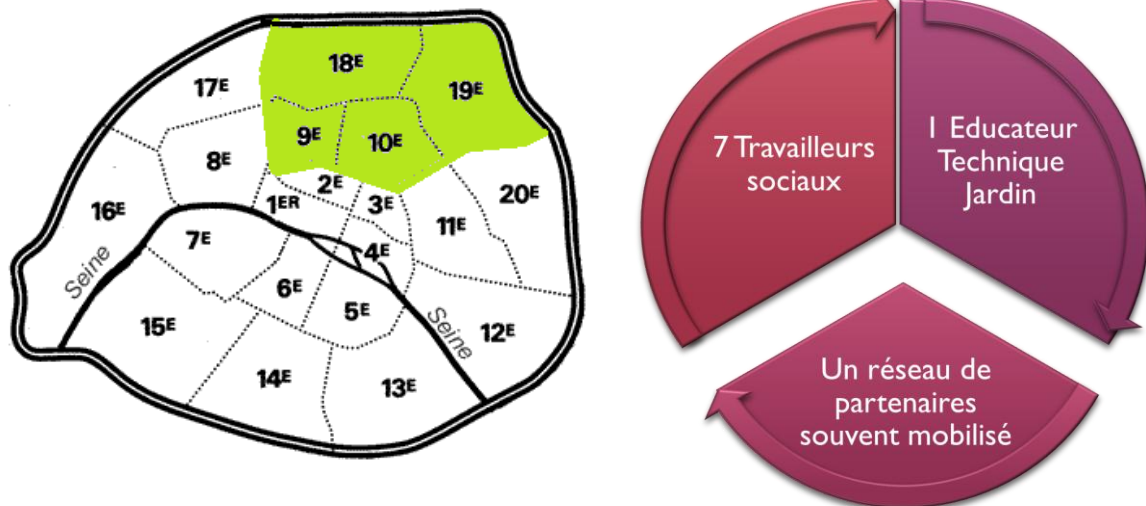 18E
17E
19E
9E
10E
8E
2E
20E
1ER
3E
16E
11E
7E
4E
Seine
6E
5E
15E
Seine
12E
14E
13E
7 Travailleurs
sociaux
1 Educateur
Technique
Jardin
Un réseau de
partenaires
souvent mobilisé